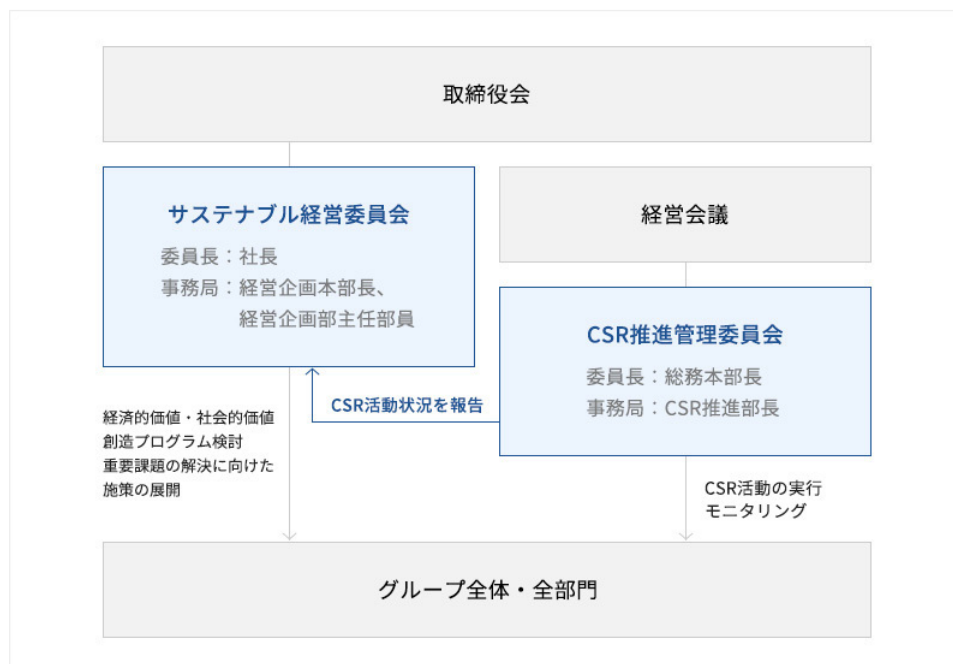 取締役会
サステナブル経営委員会
委員長：社長
事務局：経営企画本部長、
経営企画部主任部員
経営会議
CSR推進管理委員会
委員長：総務本部長
事務局：CSR推進部長
CSR活動状況を報告
経済的価値・社会的価値
創造プログラム検討
重要課題の解決に向けた
施策の展開
CSR活動の実行
モニタリング
グループ全体・全部門